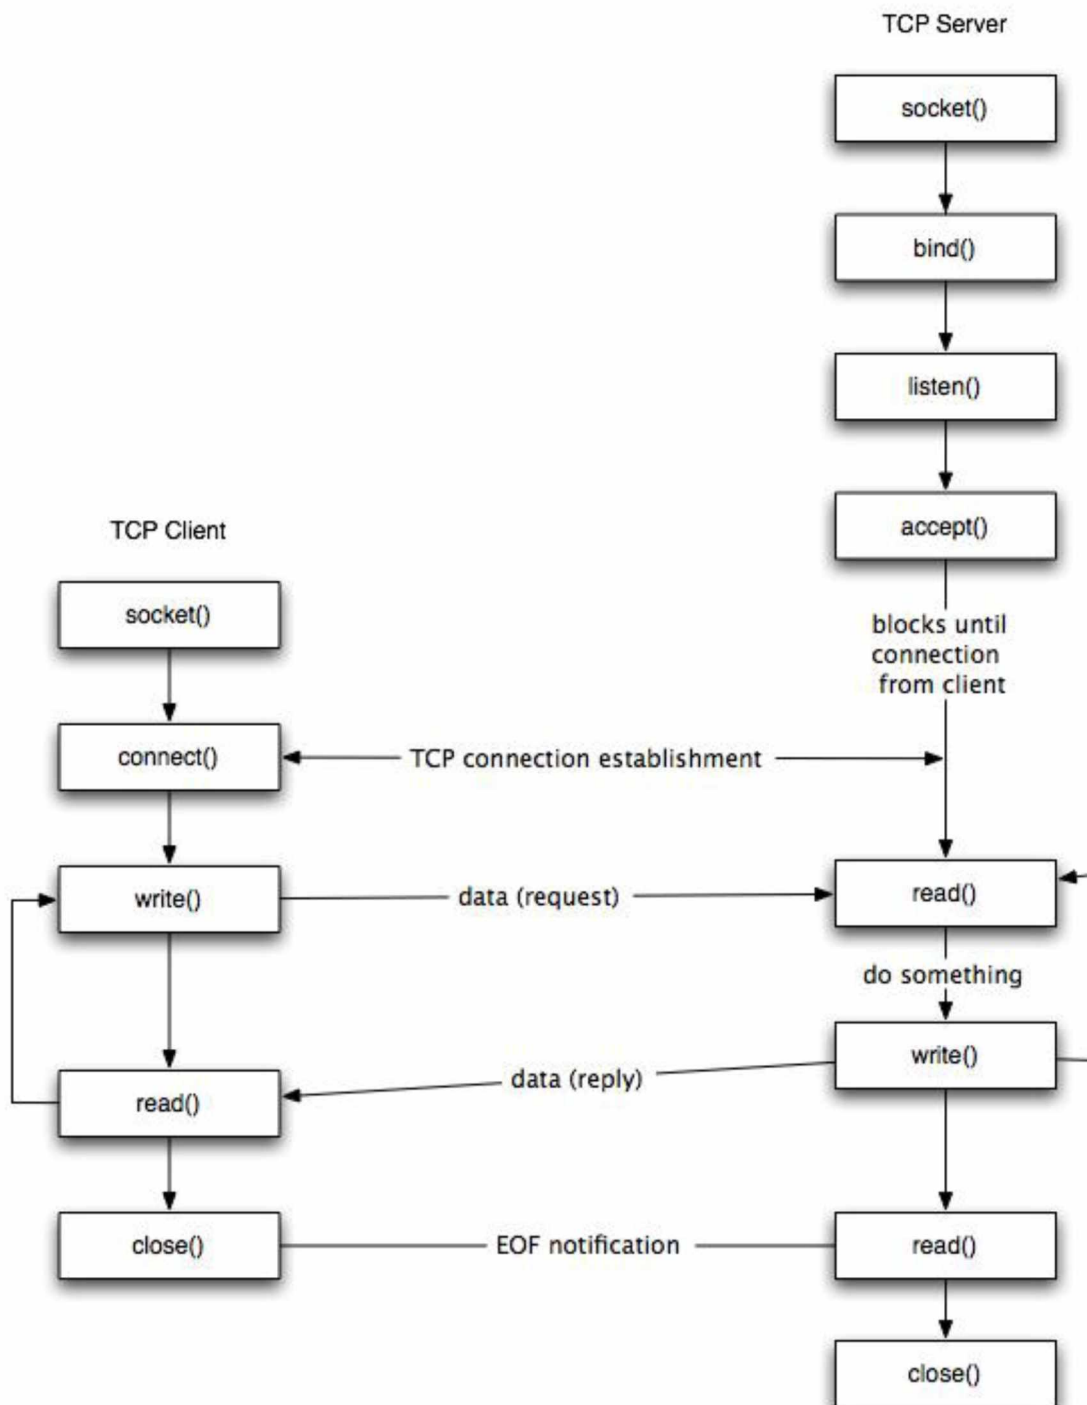 TCP Server
socket()
bind()
listen()
accept()
blocks until
connection
from client
TCP Client
socket()
connect()
TCP connection establishment
write()
data (request)
read()
do something
write()
data (reply)
read()
close()
EOF notification
read()
close()